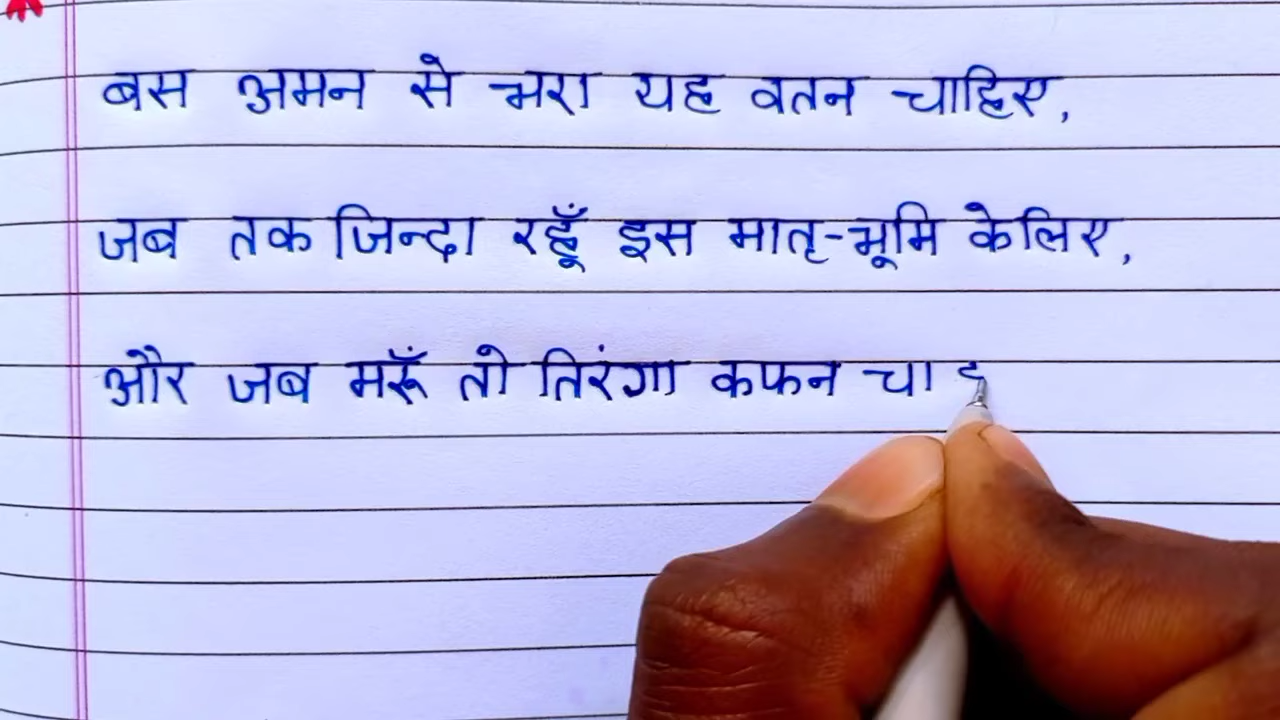 बस अमन से भरा यह वतन चाहिए,
जब तक जिन्दा रहूँ इस मातृ-भूमि केलिए,
और जब मरूँ तो तिरंगा कफन